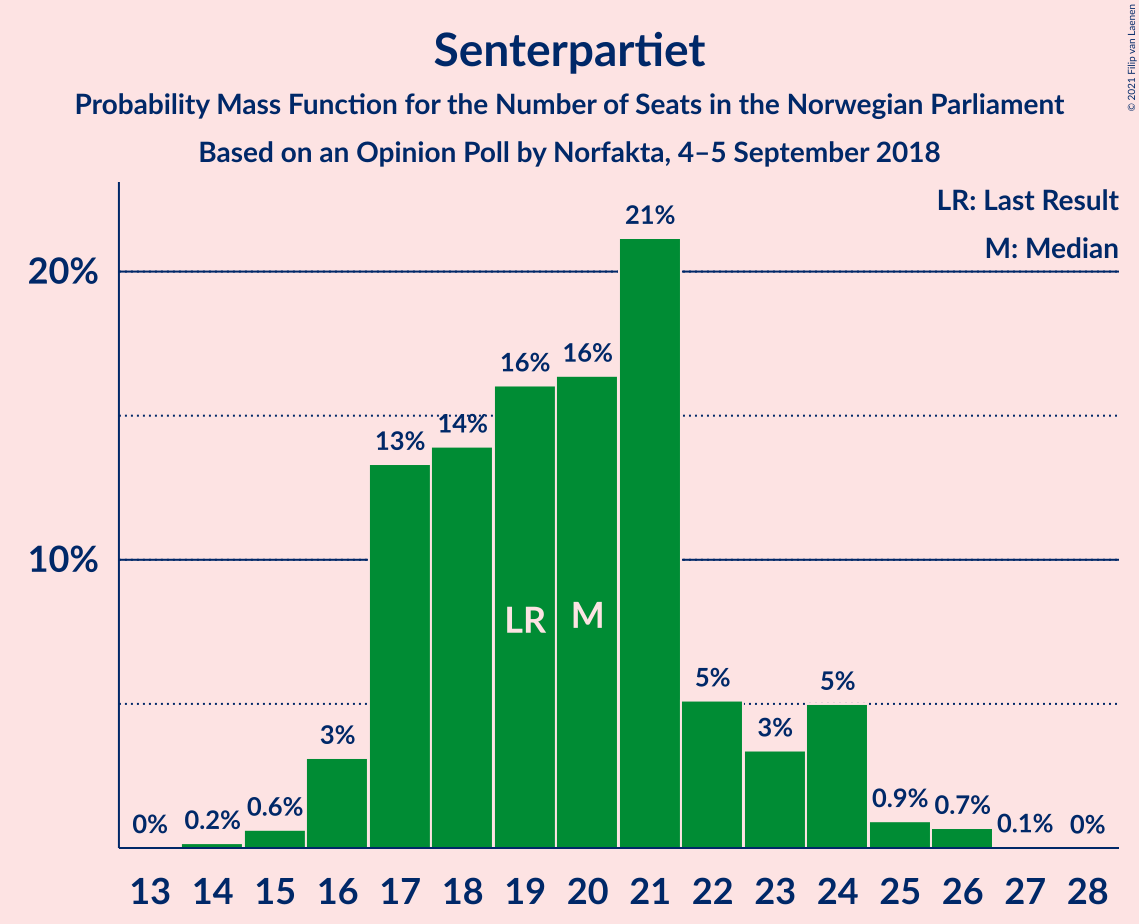 Senterpartiet
Probability Mass Function for the Number of Seats in the Norwegian Parliament
Based on an Opinion Poll by Norfakta, 4–5 September 2018
© 2021 Filip van Laenen
LR: Last Result
M: Median
20%
10%
0%
0.2%
0.6%
3%
13%
14%
16%
16%
21%
5%
3%
5%
0.9%
0.7%
0.1%
0%
LR
M
13 14 15 16 17 18 19 20 21 22 23 24 25 26 27 28